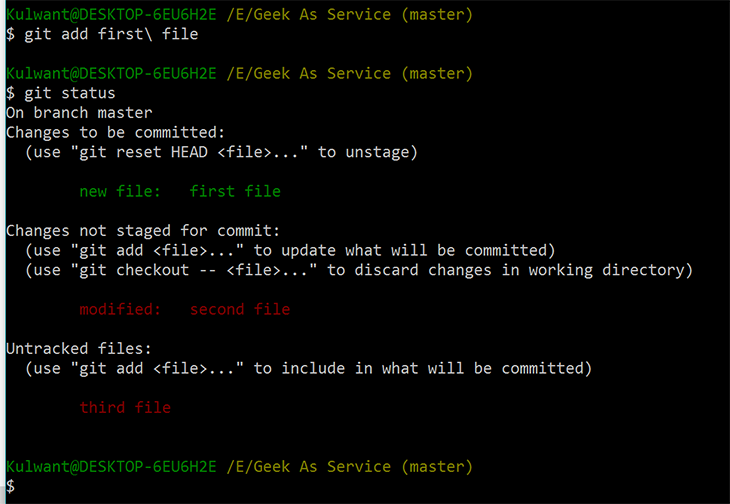 Kulwant@DESKTOP-6EU6H2E /E/Geek As Service (master)
$ git add first\ file
Kulwant@DESKTOP-6EU6H2E /E/Geek As Service (master)
$ git status
On branch master
Changes to be committed:
  (use "git reset HEAD <file>..." to unstage)
        new file:   first file
Changes not staged for commit:
  (use "git add <file>..." to update what will be committed)
  (use "git checkout -- <file>..." to discard changes in working directory)
        modified:   second file
Untracked files:
  (use "git add <file>..." to include in what will be committed)
        third file
Kulwant@DESKTOP-6EU6H2E /E/Geek As Service (master)
$